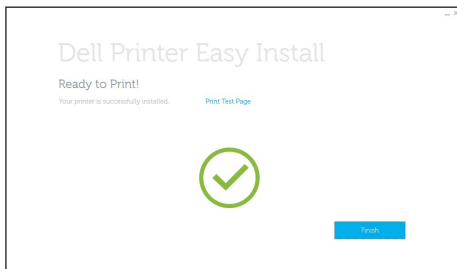 Dell Printer Easy Install
Ready to Print!
Your printer is successfully installed. Print Test Page
Finish